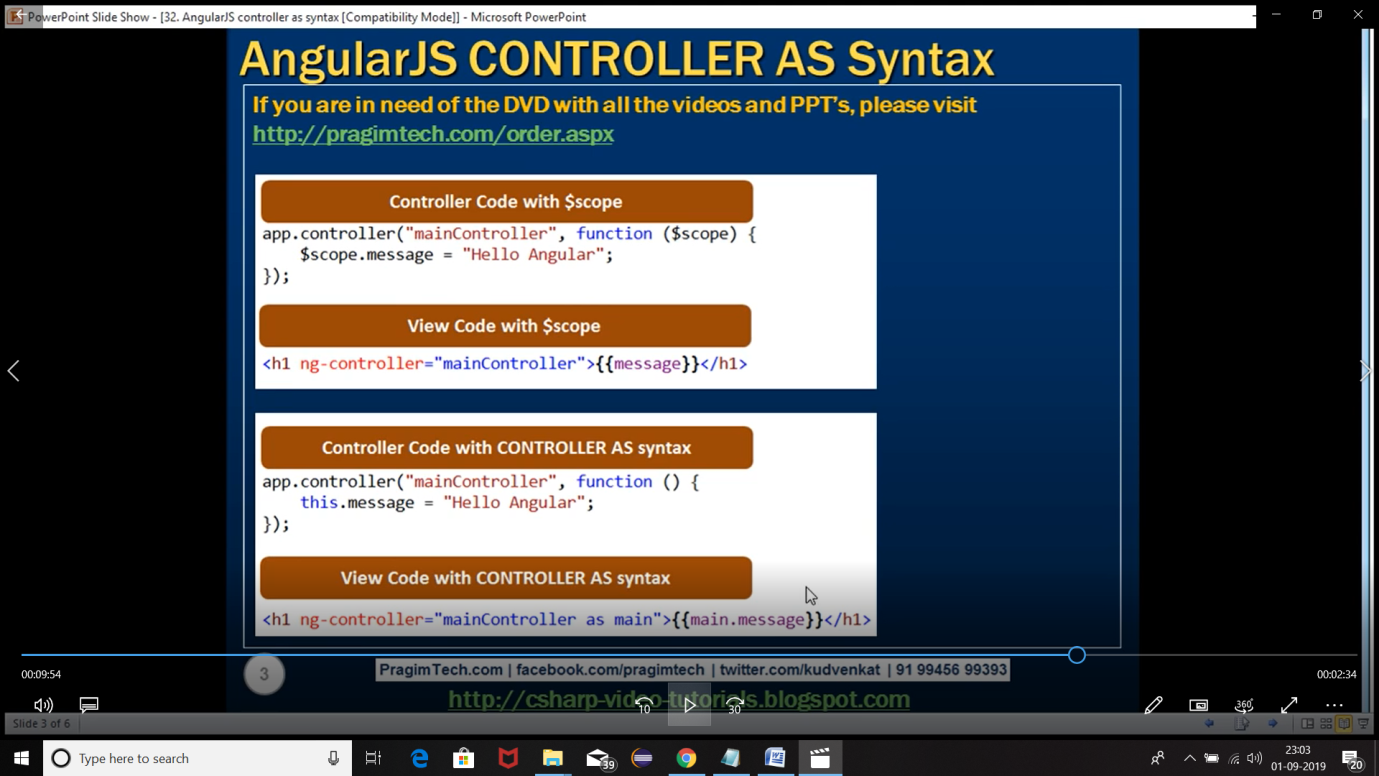 PowerPoint Slide Show - [32. AngularJS controller as syntax [Compatibility Mode]] - Microsoft PowerPoint
AngularJS CONTROLLER AS Syntax
If you are in need of the DVD with all the videos and PPT's, please visit
http://pragimtech.com/order.aspx
Controller Code with $scope
app.controller("mainController", function ($scope) {
$scope.message = "Hello Angular";
});
View Code with $scope
<h1 ng-controller="mainController">{{message}}</h1>
Controller Code with CONTROLLER AS syntax
app.controller("mainController", function () {
this.message = "Hello Angular";
});
View Code with CONTROLLER AS syntax
<h1 ng-controller="mainController as main">{{main.message}}</h1>
00:09:54
3
PragimTech.com | facebook.com/pragimtech | twitter.com/kudvenkat | 91 99456 99393
00:02:34
http://csharp-video-tutorials.blogspot.com
10
30
360
Slide 3 of 6
Type here to search
39
23:03
01-09-2019
20